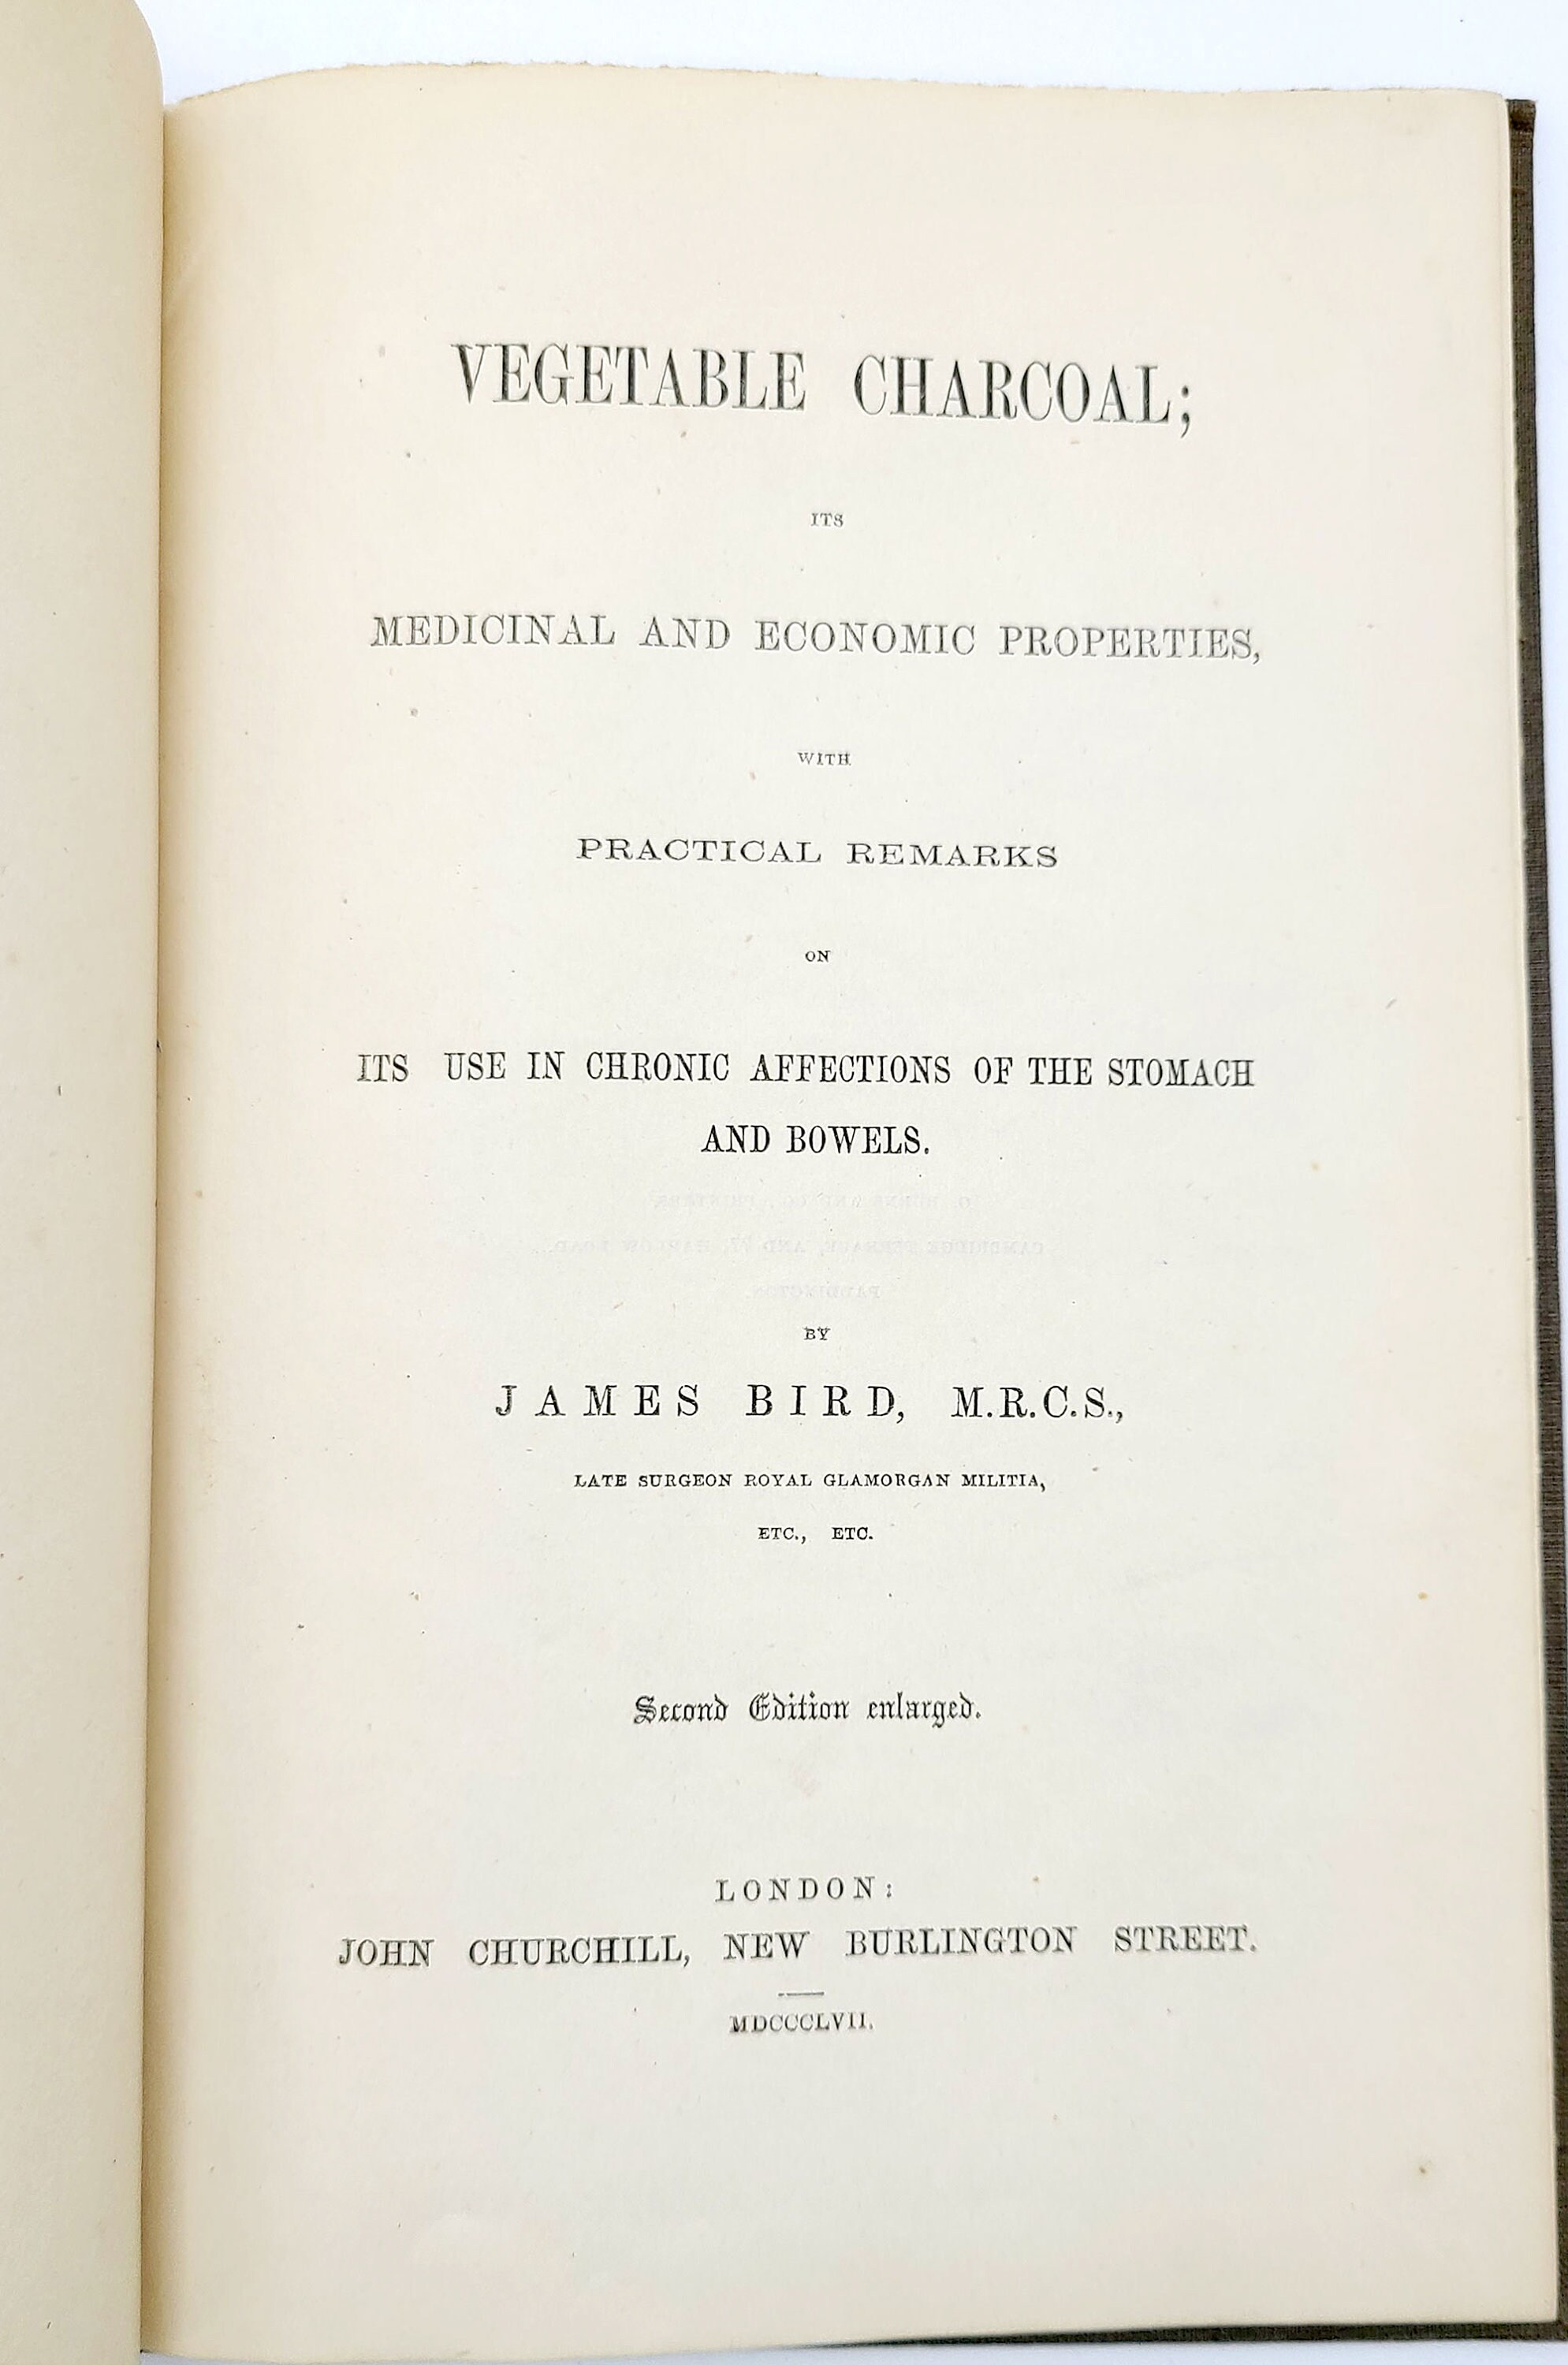 VEGETABLE CHARCOAL;
ITS
MEDICINAL AND ECONOMIC PROPERTIES,
WITH
PRACTICAL REMARKS
ON
ITS USE IN CHRONIC AFFECTIONS OF THE STOMACH
AND BOWELS.
BY
JAMES BIRD, M.R.C.S.,
LATE SURGEON ROYAL GLAMORGAN MILITIA,
ETC., ETC.
Second Edition enlarged.
LONDON:
JOHN CHURCHILL, NEW BURLINGTON STREET.
MDCCCLVII.